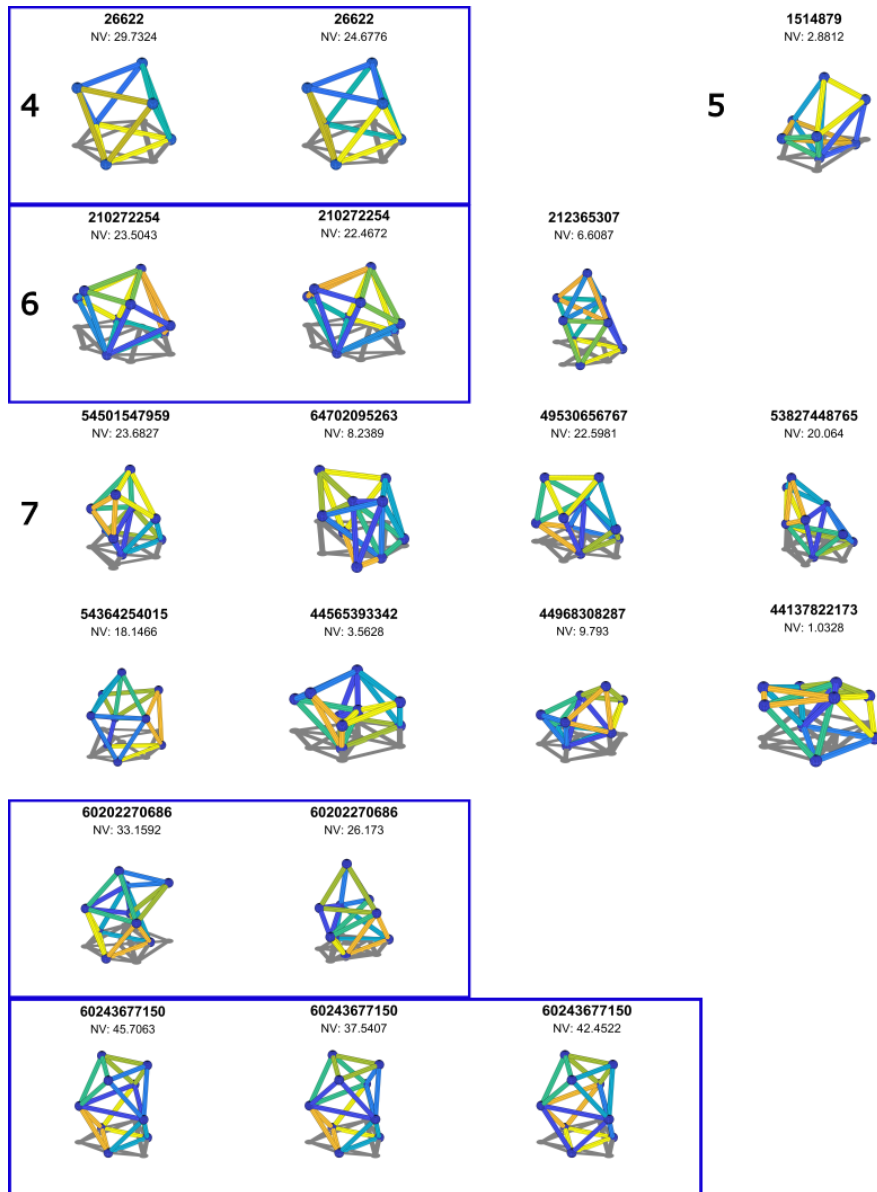 26622 26622 1514879
NV: 29.7324 NV: 24.6776 NV: 2.8812
4 5
210272254 210272254 212365307
NV: 23.5043 NV: 22.4672 NV: 6.6087
6
54501547959 64702095263 49530656767 53827448765
NV: 23.6827 NV: 8.2389 NV: 22.5981 NV: 20.064
7
54364254015 44565393342 44968308287 44137822173
NV: 18.1466 NV: 3.5628 NV: 9.793 NV: 1.0328
60202270686 60202270686
NV: 33.1592 NV: 26.173
60243677150 60243677150 60243677150
NV: 45.7063 NV: 37.5407 NV: 42.4522